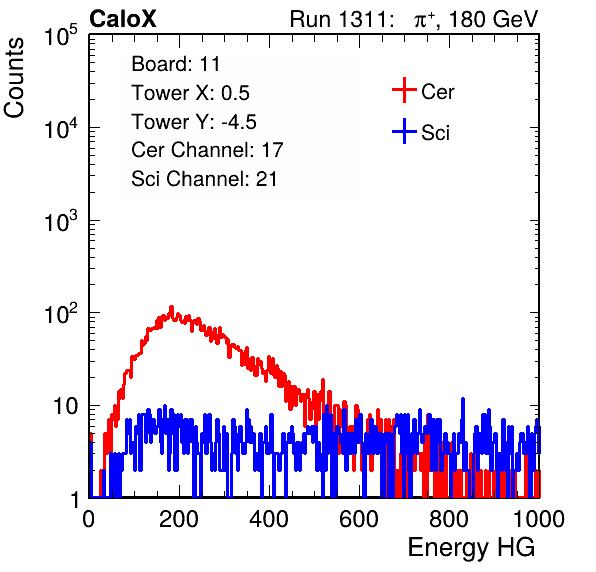 CaloX Run 1311: π⁺, 180 GeV
Counts
10⁵
10⁴
10³
10²
10
1
Board: 11
Tower X: 0.5
Tower Y: -4.5
Cer Channel: 17
Sci Channel: 21
Cer
Sci
0 200 400 600 800 1000
Energy HG